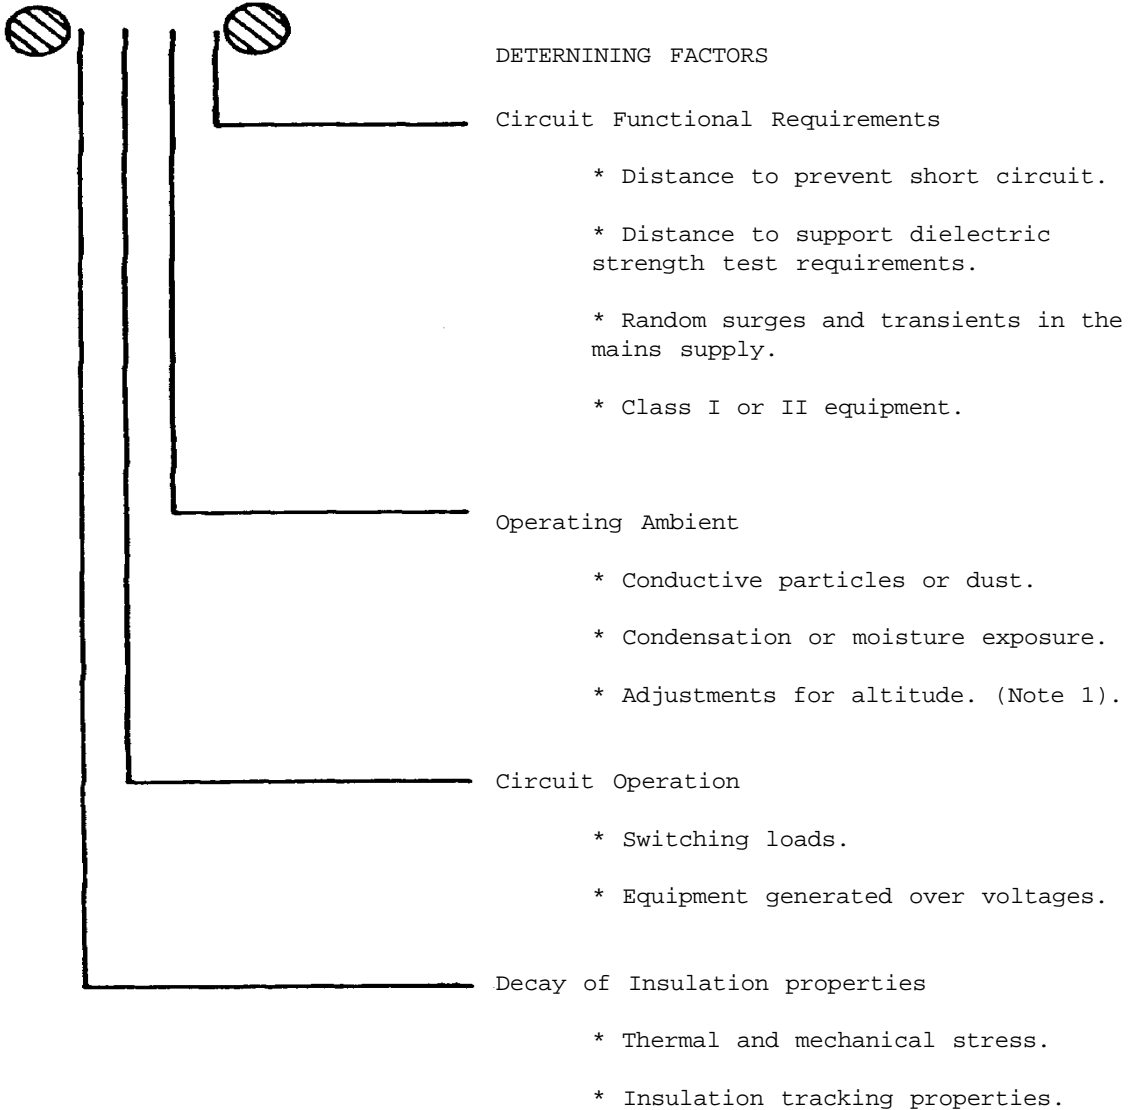 DETERNINING FACTORS
Circuit Functional Requirements
* Distance to prevent short circuit.
* Distance to support dielectric
strength test requirements.
* Random surges and transients in the
mains supply.
* Class I or II equipment.
Operating Ambient
* Conductive particles or dust.
* Condensation or moisture exposure.
* Adjustments for altitude. (Note 1).
Circuit Operation
* Switching loads.
* Equipment generated over voltages.
Decay of Insulation properties
* Thermal and mechanical stress.
* Insulation tracking properties.